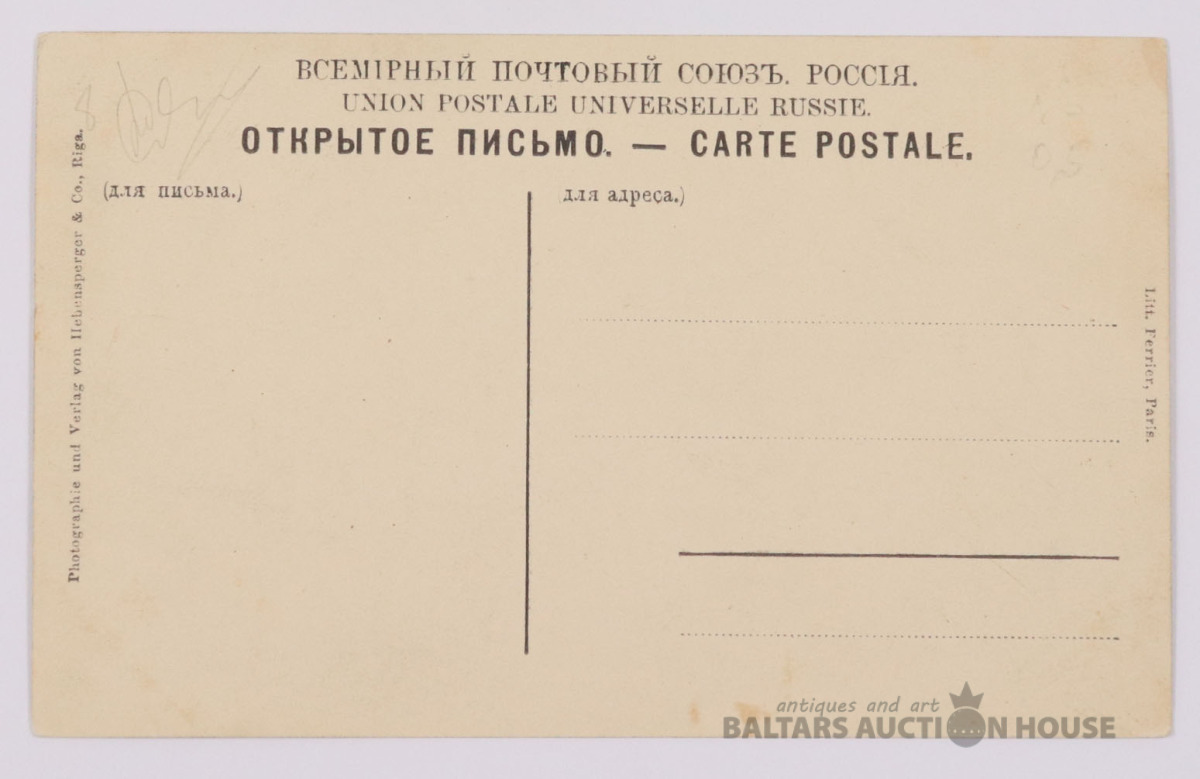 ВСЕМІРНЫЙ ПОЧТОВЫЙ СОЮЗЪ. РОССІЯ.
UNION POSTALE UNIVERSELLE RUSSIE.
ОТКРЫТОЕ ПИСЬМО. — CARTE POSTALE.
(для письма.)
для адреса.)
Photographie und Verlag von Hebensperger & Co., Riga.
Litt. Ferrier, Paris.
antiques and art
BALTARS AUCTION HOUSE